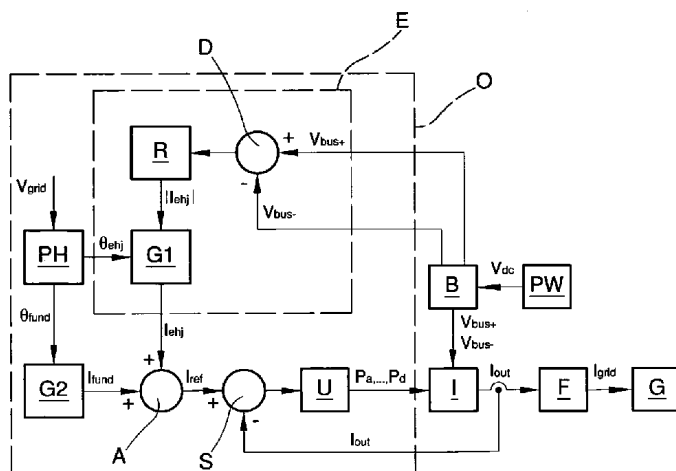 E
D
O
R
+
Vbus+
-
Vgrid
|Iehj|
Vbus-
PH
θehj
G1
B
Vdc
PW
θfund
Iehj
Vbus+
Vbus-
G2
Ifund
+
+
Iref
+
-
U
Pa,...,Pd
I
Iout
F
Igrid
G
A
S
Iout